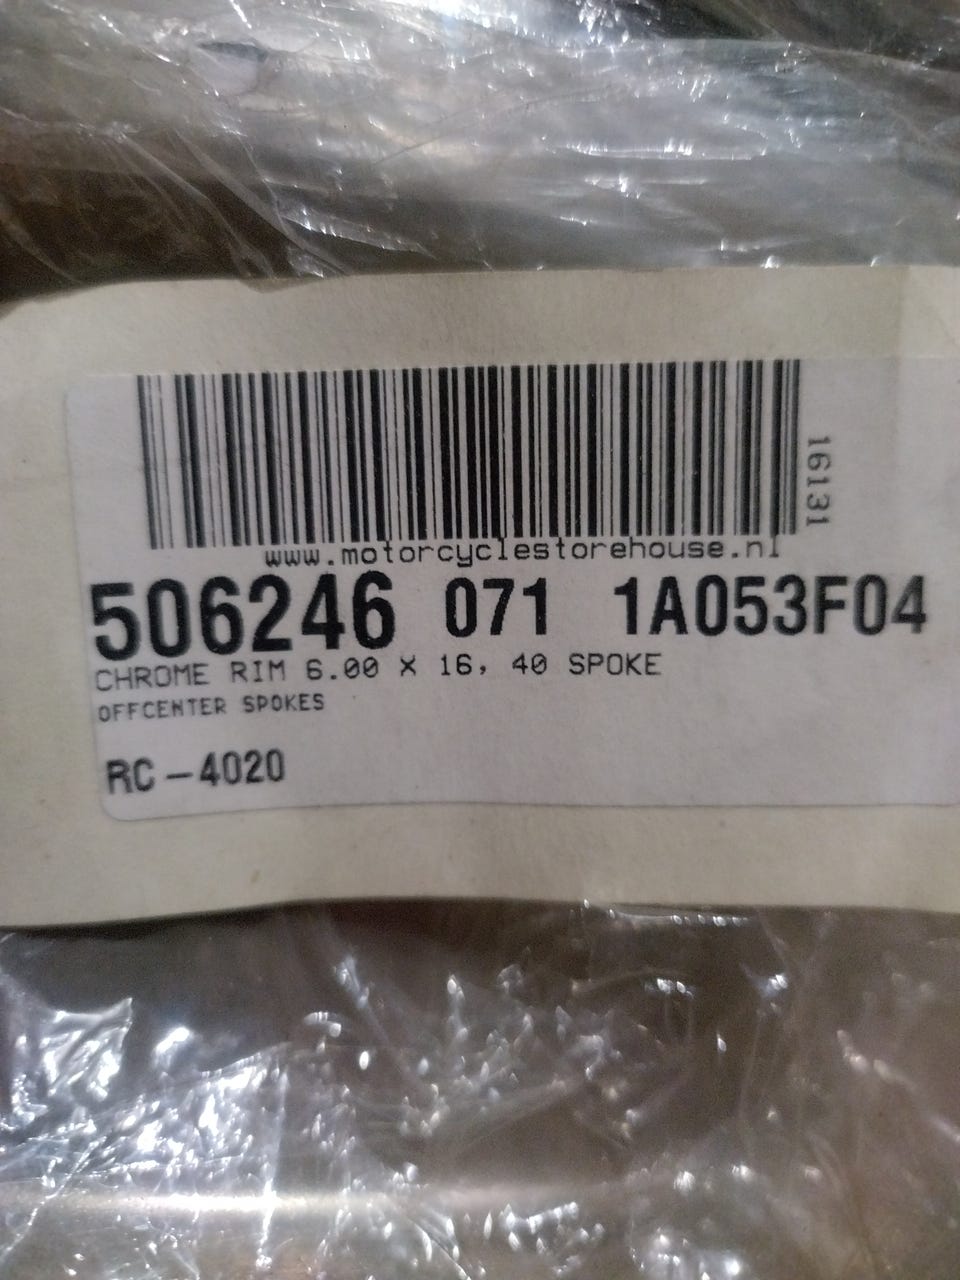 16131
www.motorcyclestorehouse.nl
506246 071 1A053F04
CHROME RIM 6.00 X 16, 40 SPOKE
OFFCENTER SPOKES
RC-4020